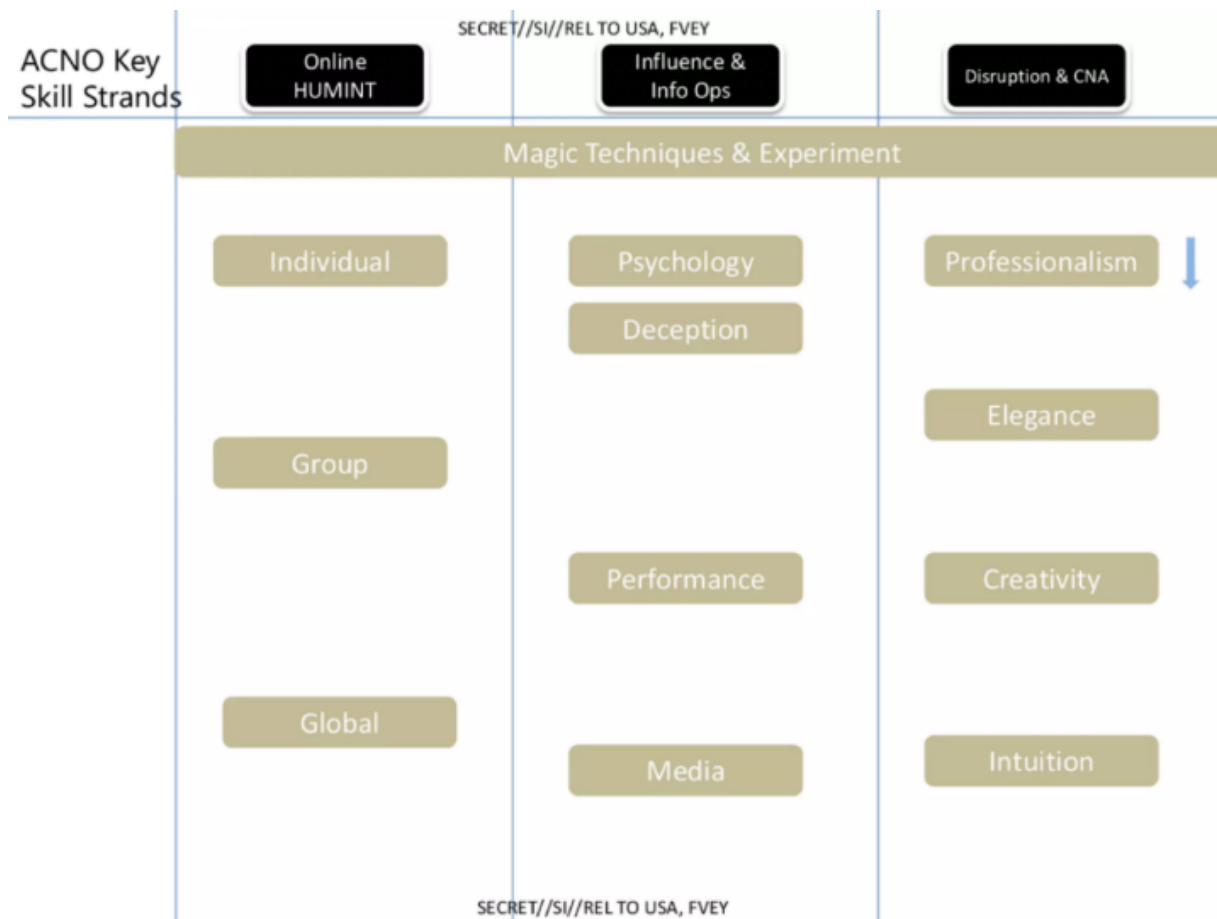 SECRET//SI//REL TO USA, FVEY
ACNO Key
Skill Strands
Online
HUMINT
Influence &
Info Ops
Disruption & CNA
Magic Techniques & Experiment
Individual
Psychology
Professionalism
Deception
Elegance
Group
Performance
Creativity
Global
Media
Intuition
SECRET//SI//REL TO USA, FVEY